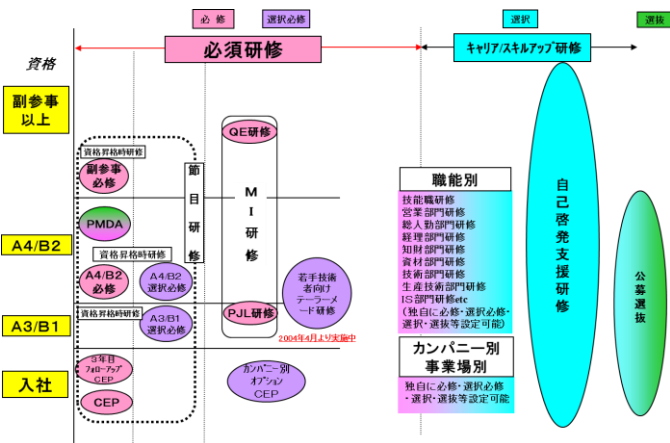 必 修
選択必修
選択
選抜
必須研修
キャリア/スキルアップ研修
資格
副参事
以上
資格昇格時研修
副参事
必修
PMDA
A4/B2
資格昇格時研修
A4/B2
必修
A4/B2
選択必修
資格昇格時研修
A3/B1
選択必修
A3/B1
3年目
フォローアップ
CEP
CEP
入社
節
目
研
修
QE研修
M
I
研
修
PJL研修
若手技術
者向け
テーラーメ
ード研修
2004年4月より実施中
カンパニー別
オプション
CEP
職能別
技能職研修
営業部門研修
総人勤部門研修
経理部門研修
知財部門研修
資材部門研修
技術部門研修
生産技術部門研修
IS部門研修etc
(独自に必修・選択必修・
選択・選抜等設定可能)
カンパニー別
事業場別
独自に必修・選択必修
・選択・選抜等設定可能
自
己
啓
発
支
援
研
修
公
募
選
抜